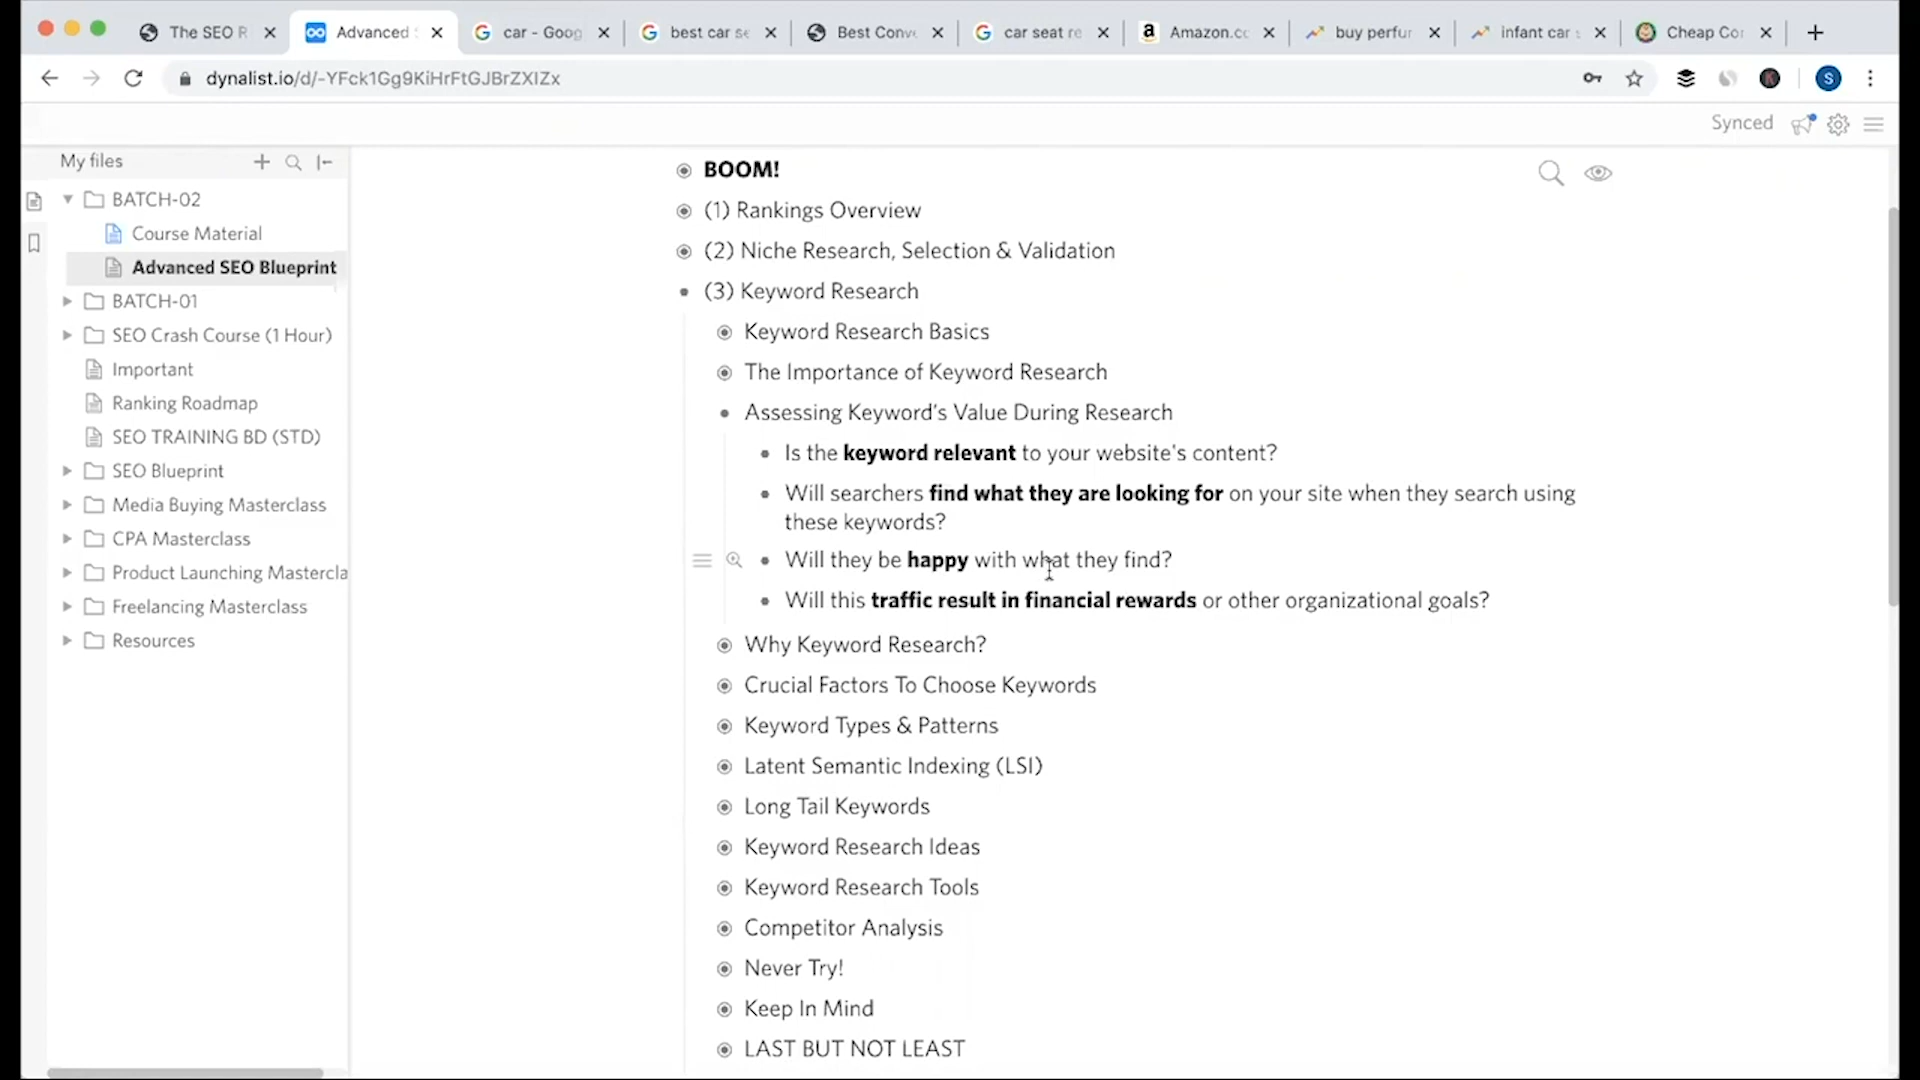 The SEO R
Advanced
car - Goog
best car se
Best Conv
car seat re
Amazon.cc
buy perfur
infant car
Cheap Cor
dynalist.io/d/-YFck1Gg9KiHrFtGJBrZXIZx
S
Synced
My files
BATCH-02
Course Material
Advanced SEO Blueprint
BATCH-01
SEO Crash Course (1 Hour)
Important
Ranking Roadmap
SEO TRAINING BD (STD)
SEO Blueprint
Media Buying Masterclass
CPA Masterclass
Product Launching Mastercla
Freelancing Masterclass
Resources
BOOM!
(1) Rankings Overview
(2) Niche Research, Selection & Validation
(3) Keyword Research
Keyword Research Basics
The Importance of Keyword Research
Assessing Keyword's Value During Research
Is the keyword relevant to your website's content?
Will searchers find what they are looking for on your site when they search using
these keywords?
Will they be happy with what they find?
Will this traffic result in financial rewards or other organizational goals?
Why Keyword Research?
Crucial Factors To Choose Keywords
Keyword Types & Patterns
Latent Semantic Indexing (LSI)
Long Tail Keywords
Keyword Research Ideas
Keyword Research Tools
Competitor Analysis
Never Try!
Keep In Mind
LAST BUT NOT LEAST